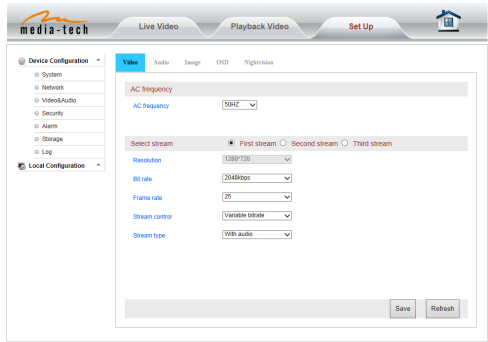 media-tech
Live Video
Playback Video
Set Up
Device Configuration
System
Network
Video&Audio
Security
Alarm
Storage
Log
Local Configuration
Video
Audio
Image
OSD
Nightvision
AC frequency
AC frequency
50HZ
Select stream
First stream
Second stream
Third stream
Resolution
1280*720
Bit rate
2048kbps
Frame rate
25
Stream control
Variable bitrate
Stream type
With audio
Save
Refresh